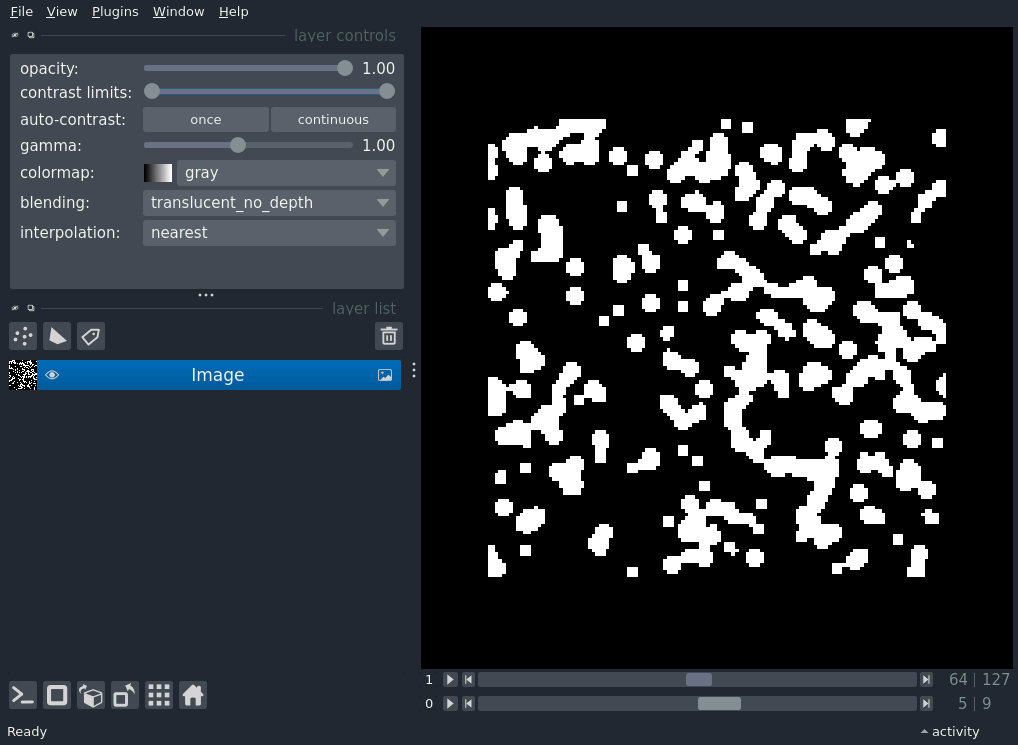 File View Plugins Window Help
layer controls
opacity: 1.00
contrast limits:
auto-contrast: once continuous
gamma: 1.00
colormap: gray
blending: translucent_no_depth
interpolation: nearest
layer list
Image
1 64 | 127
0 5 | 9
Ready activity